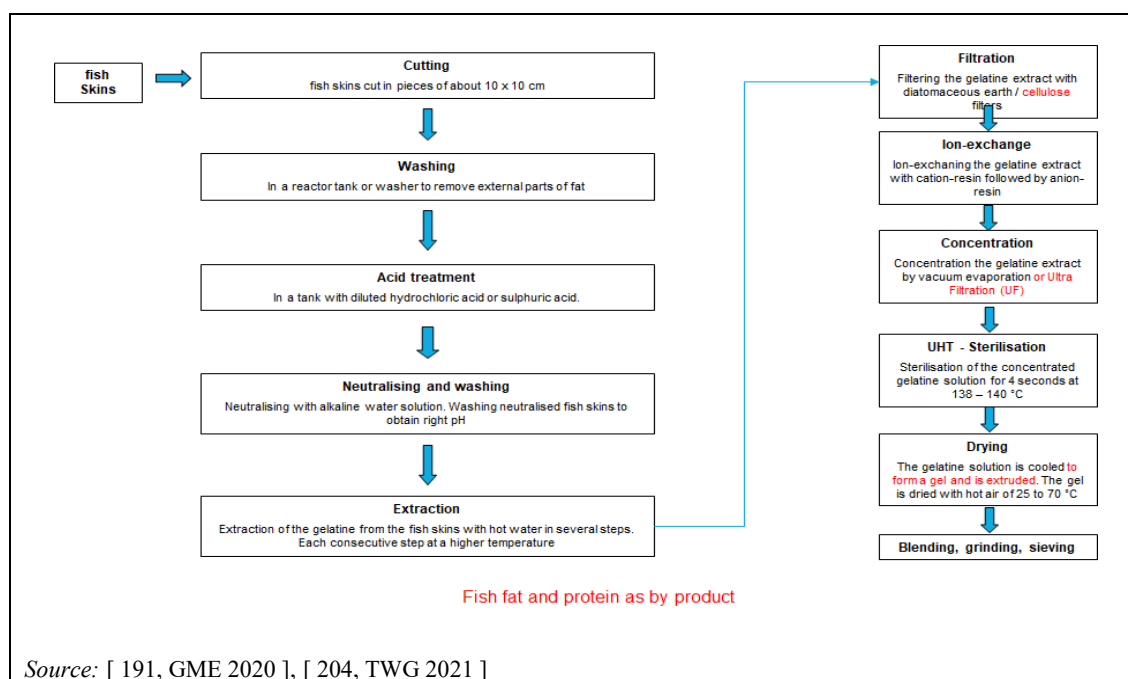 fish
Skins
Cutting
fish skins cut in pieces of about 10 x 10 cm
Washing
In a reactor tank or washer to remove external parts of fat
Acid treatment
In a tank with diluted hydrochloric acid or sulphuric acid.
Neutralising and washing
Neutralising with alkaline water solution. Washing neutralised fish skins to
obtain right pH
Extraction
Extraction of the gelatine from the fish skins with hot water in several steps.
Each consecutive step at a higher temperature
Filtration
Filtering the gelatine extract with
diatomaceous earth / cellulose
filters
Ion-exchange
Ion-exchaning the gelatine extract
with cation-resin followed by anion-
resin
Concentration
Concentration the gelatine extract
by vacuum evaporation or Ultra
Filtration (UF)
UHT - Sterilisation
Sterilisation of the concentrated
gelatine solution for 4 seconds at
138 – 140 °C
Drying
The gelatine solution is cooled to
form a gel and is extruded. The gel
is dried with hot air of 25 to 70 °C
Blending, grinding, sieving
Fish fat and protein as by product
Source: [ 191, GME 2020 ], [ 204, TWG 2021 ]